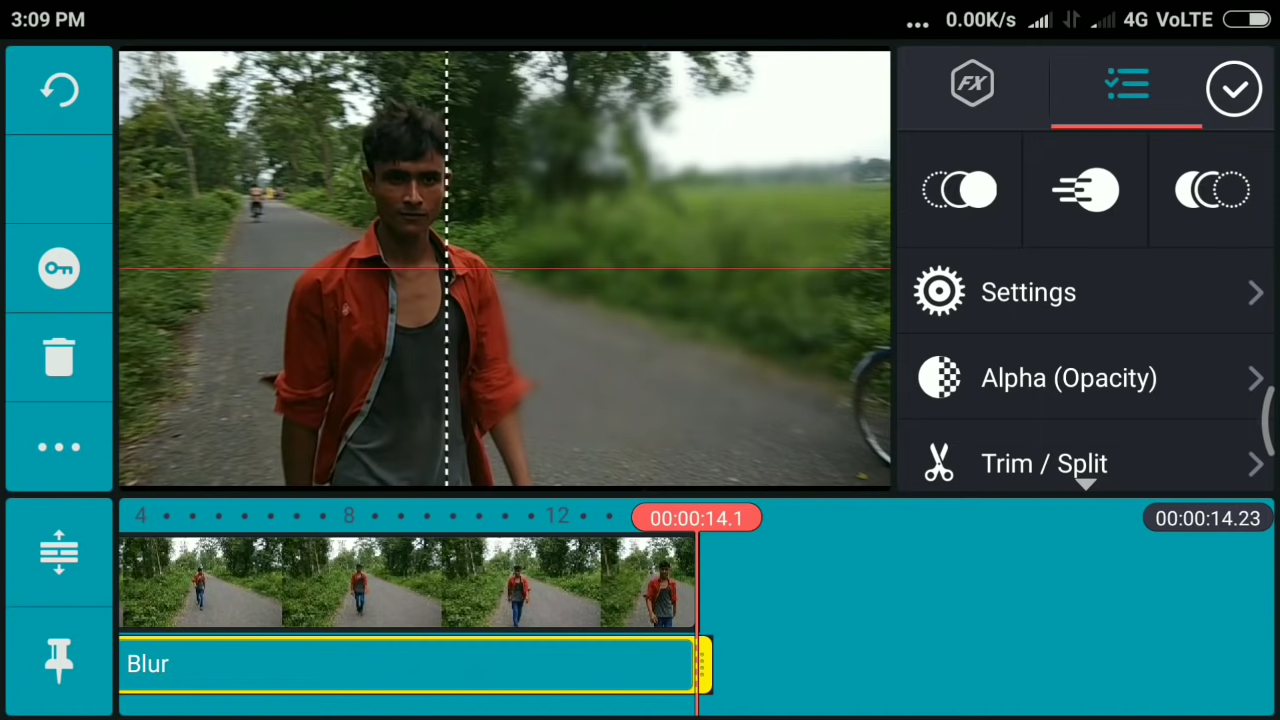 3:09 PM
... 0.00K/s 4G VoLTE
FX
Settings
Alpha (Opacity)
Trim / Split
4 8 12 00:00:14.1 00:00:14.23
Blur